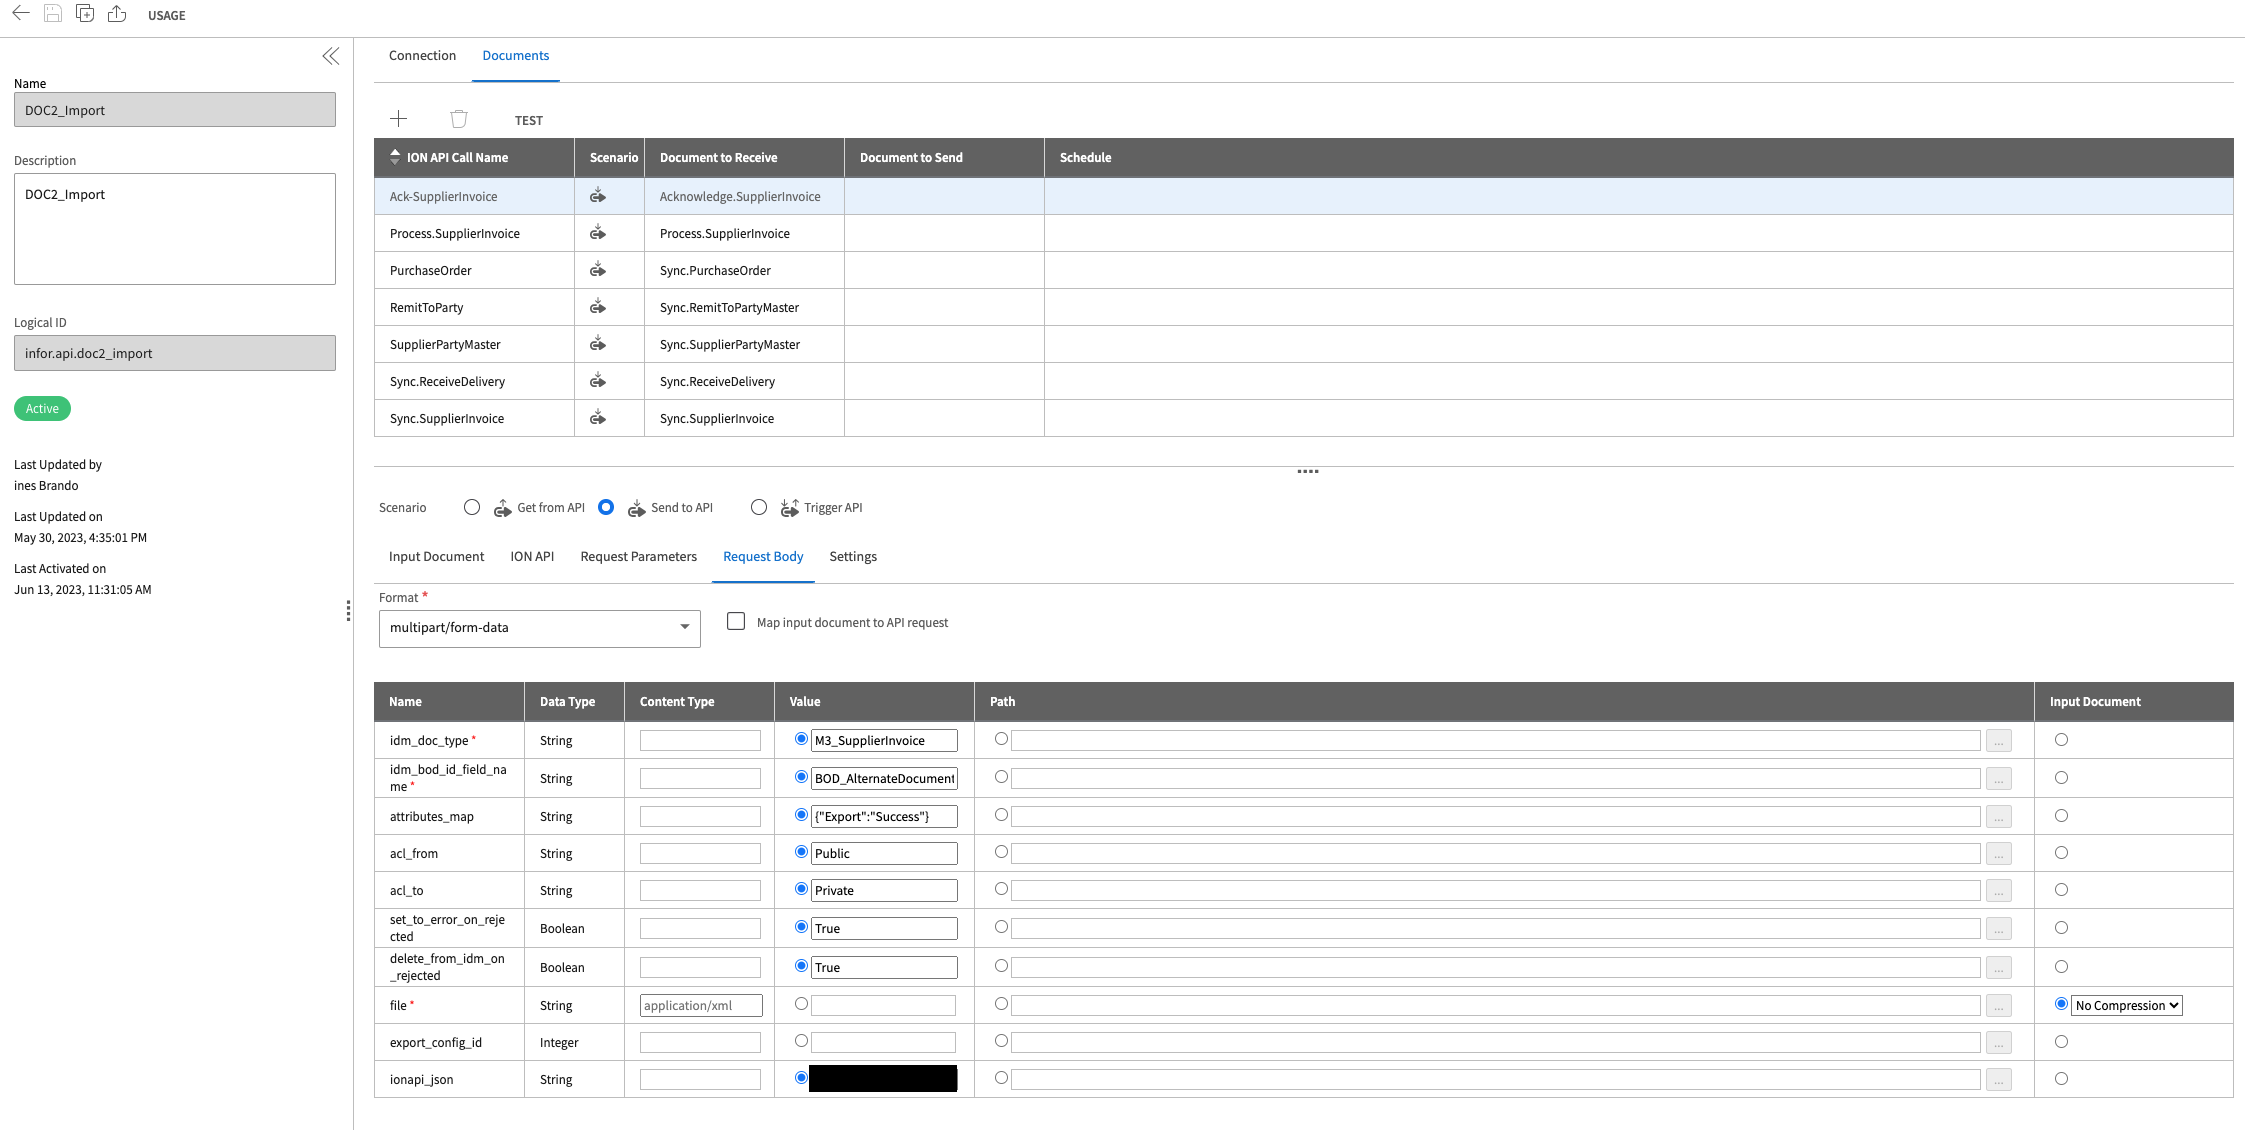 USAGE
Name
DOC2_Import
Description
DOC2_Import
Logical ID
infor.api.doc2_import
Active
Last Updated by
ines Brando
Last Updated on
May 30, 2023, 4:35:01 PM
Last Activated on
Jun 13, 2023, 11:31:05 AM
Connection Documents
TEST
ION API Call Name Scenario Document to Receive Document to Send Schedule
Ack-SupplierInvoice Acknowledge.SupplierInvoice
Process.SupplierInvoice Process.SupplierInvoice
PurchaseOrder Sync.PurchaseOrder
RemitToParty Sync.RemitToPartyMaster
SupplierPartyMaster Sync.SupplierPartyMaster
Sync.ReceiveDelivery Sync.ReceiveDelivery
Sync.SupplierInvoice Sync.SupplierInvoice
Scenario Get from API Send to API Trigger API
Input Document ION API Request Parameters Request Body Settings
Format *
multipart/form-data Map input document to API request
Name Data Type Content Type Value Path Input Document
idm_doc_type * String M3_SupplierInvoice ...
idm_bod_id_field_na
me * String BOD_AlternateDocument ...
attributes_map String {"Export":"Success"} ...
acl_from String Public ...
acl_to String Private ...
set_to_error_on_reje
cted Boolean True ...
delete_from_idm_on
_rejected Boolean True ...
file * String application/xml ... No Compression
export_config_id Integer ...
ionapi_json String ...